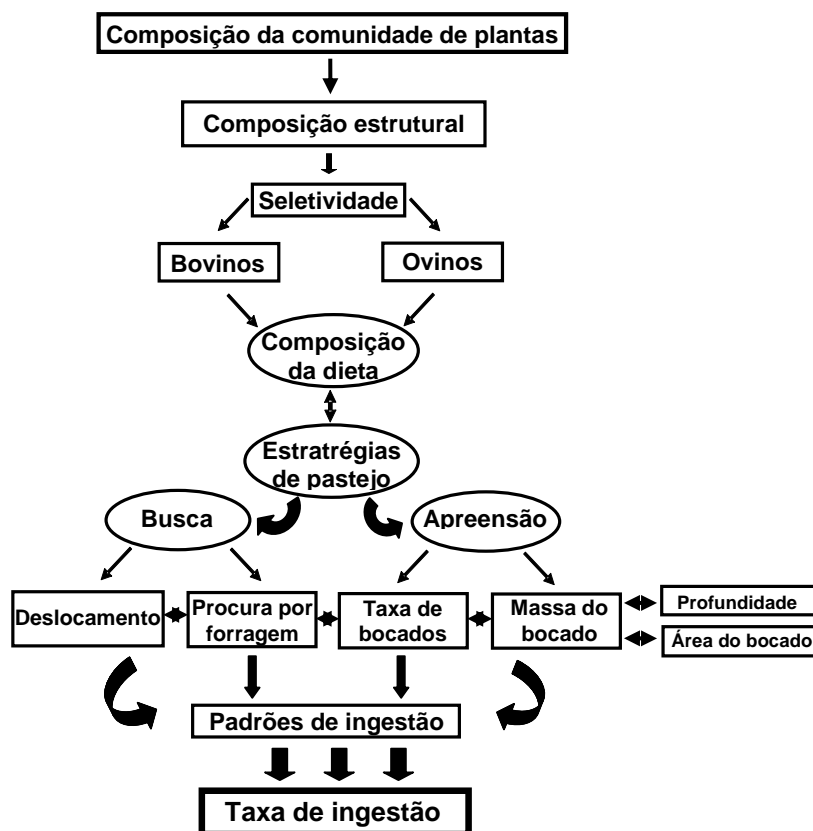 Composição da comunidade de plantas
Composição estrutural
Seletividade
Bovinos
Ovinos
Composição
da dieta
Estratrégias
de pastejo
Busca
Apreensão
Deslocamento
Procura por
forragem
Taxa de
bocados
Massa do
bocado
Profundidade
Área do bocado
Padrões de ingestão
Taxa de ingestão